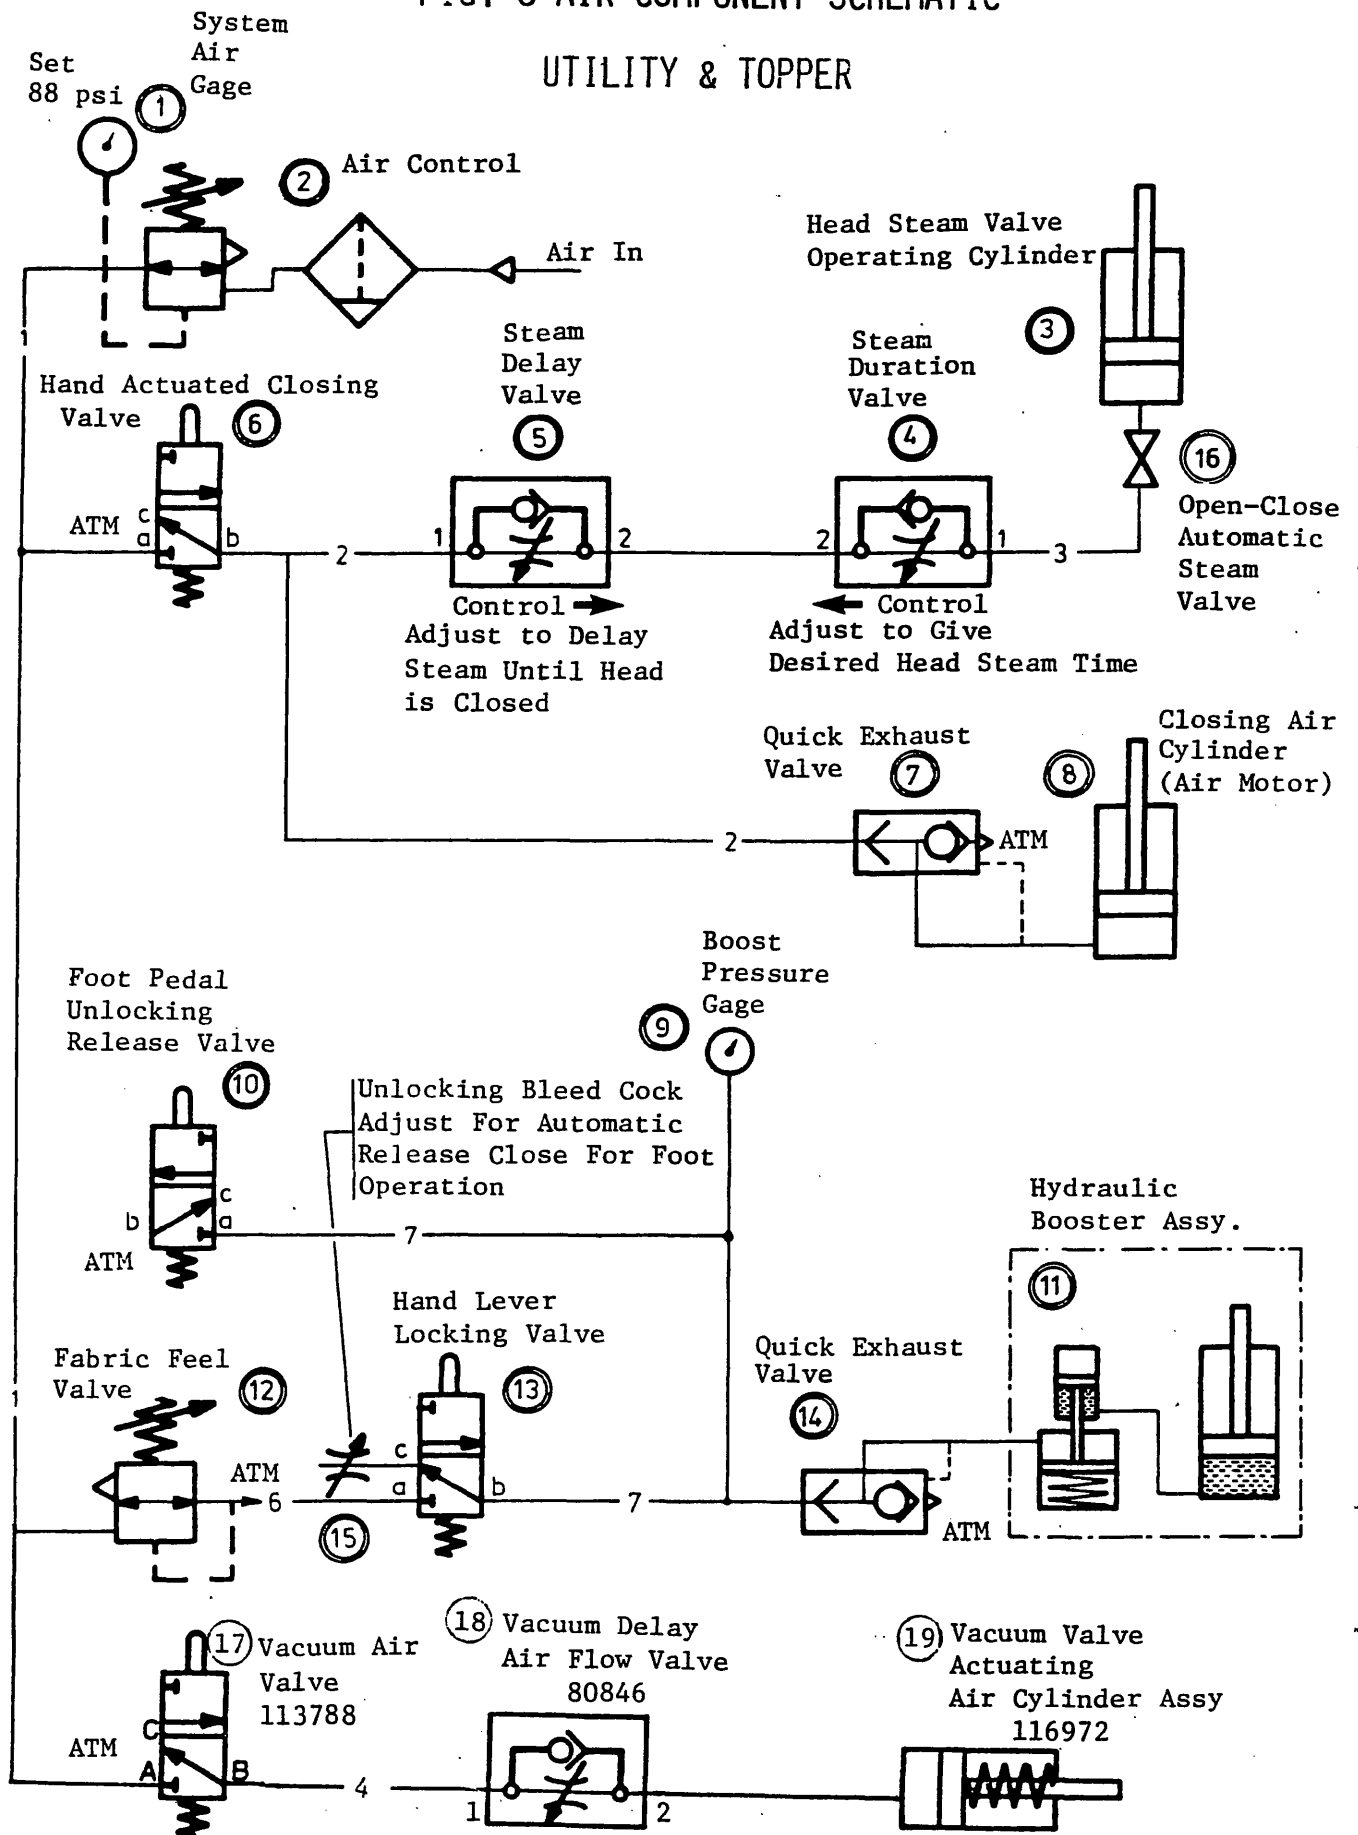 FIG. 6 AIR COMPONENT SCHEMATIC
UTILITY & TOPPER
System
Air
Gage
Set
88 psi
1
2
Air Control
Air In
Head Steam Valve
Operating Cylinder
3
1
Steam
Delay
Valve
5
Steam
Duration
Valve
4
Hand Actuated Closing
Valve
6
16
Open-Close
Automatic
Steam
Valve
ATM
c
a
b
2
1
2
2
1
3
Control
Adjust to Delay
Steam Until Head
is Closed
Control
Adjust to Give
Desired Head Steam Time
Quick Exhaust
Valve
7
8
Closing Air
Cylinder
(Air Motor)
2
ATM
Boost
Pressure
Gage
9
Foot Pedal
Unlocking
Release Valve
10
Unlocking Bleed Cock
Adjust For Automatic
Release Close For Foot
Operation
b
c
a
ATM
7
Hydraulic
Booster Assy.
11
Hand Lever
Locking Valve
13
Fabric Feel
Valve
12
1
Quick Exhaust
Valve
14
ATM
6
c
a
b
7
15
ATM
17
Vacuum Air
Valve
113788
18
Vacuum Delay
Air Flow Valve
80846
19
Vacuum Valve
Actuating
Air Cylinder Assy
116972
ATM
C
A
B
4
1
2